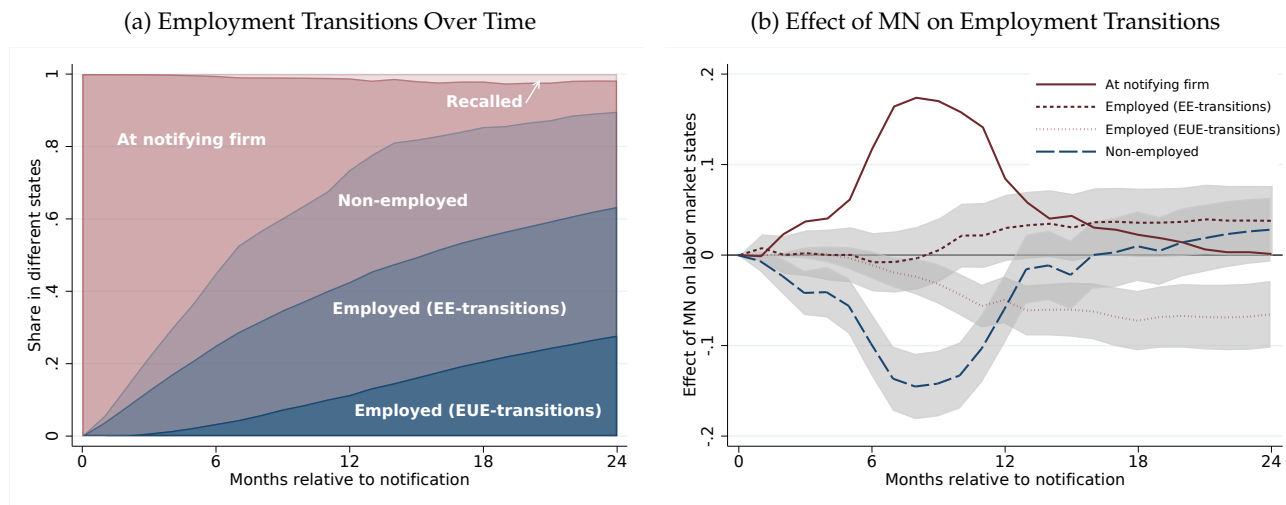 (a) Employment Transitions Over Time
Share in different states
1
.8
.6
.4
.2
0
Recalled
At notifying firm
Non-employed
Employed (EE-transitions)
Employed (EUE-transitions)
0 6 12 18 24
Months relative to notification
(b) Effect of MN on Employment Transitions
Effect of MN on labor market states
.2
.1
0
-.1
-.2
At notifying firm
Employed (EE-transitions)
Employed (EUE-transitions)
Non-employed
0 6 12 18 24
Months relative to notification